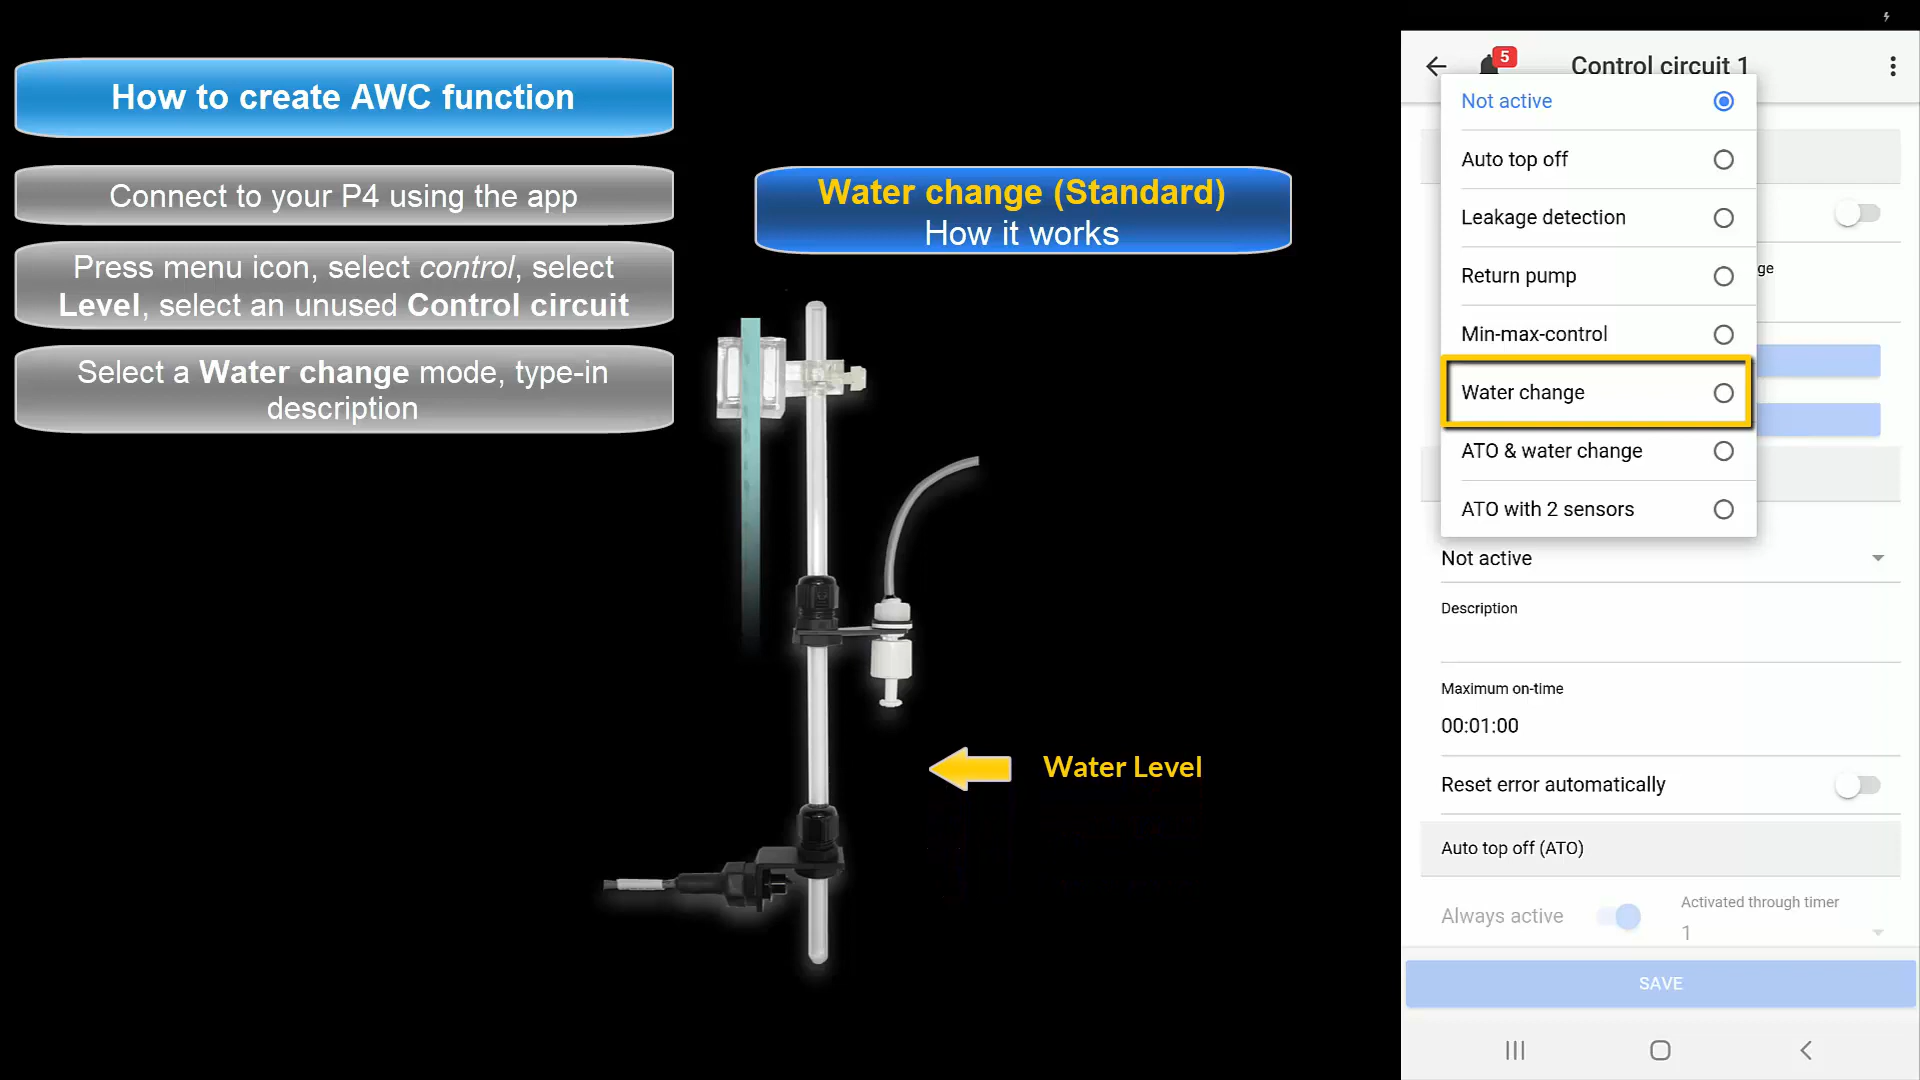 How to create AWC function
Connect to your P4 using the app
Press menu icon, select control, select
Level, select an unused Control circuit
Select a Water change mode, type-in
description
Water change (Standard)
How it works
Water Level
5
Control circuit 1
Not active
Auto top off
Leakage detection
Return pump
ge
Min-max-control
Water change
ATO & water change
ATO with 2 sensors
Not active
Description
Maximum on-time
00:01:00
Reset error automatically
Auto top off (ATO)
Always active
Activated through timer
1
SAVE